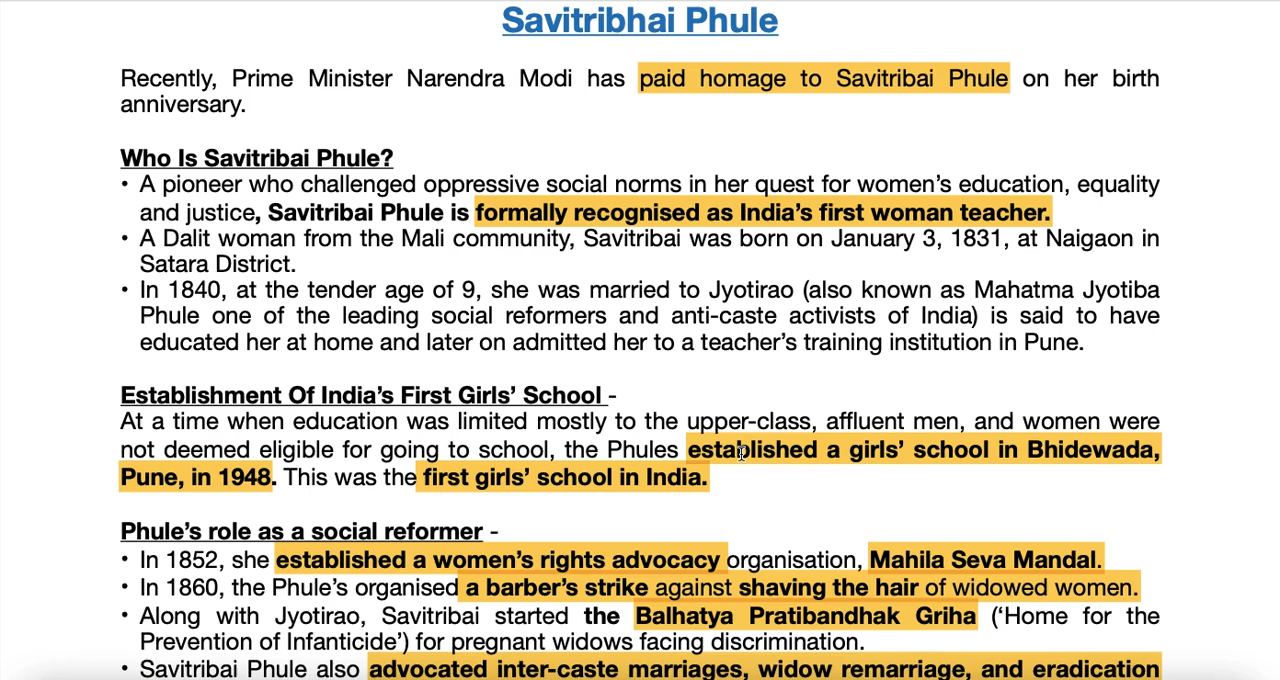 Savitribhai Phule
Recently, Prime Minister Narendra Modi has paid homage to Savitribai Phule on her birth
anniversary.
Who Is Savitribai Phule?
• A pioneer who challenged oppressive social norms in her quest for women's education, equality
and justice, Savitribai Phule is formally recognised as India's first woman teacher.
• A Dalit woman from the Mali community, Savitribai was born on January 3, 1831, at Naigaon in
Satara District.
• In 1840, at the tender age of 9, she was married to Jyotirao (also known as Mahatma Jyotiba
Phule one of the leading social reformers and anti-caste activists of India) is said to have
educated her at home and later on admitted her to a teacher's training institution in Pune.
Establishment Of India's First Girls' School -
At a time when education was limited mostly to the upper-class, affluent men, and women were
not deemed eligible for going to school, the Phules established a girls' school in Bhidewada,
Pune, in 1948. This was the first girls' school in India.
Phule's role as a social reformer -
• In 1852, she established a women's rights advocacy organisation, Mahila Seva Mandal.
• In 1860, the Phule's organised a barber's strike against shaving the hair of widowed women.
• Along with Jyotirao, Savitribai started the Balhatya Pratibandhak Griha ('Home for the
Prevention of Infanticide') for pregnant widows facing discrimination.
• Savitribai Phule also advocated inter-caste marriages, widow remarriage, and eradication